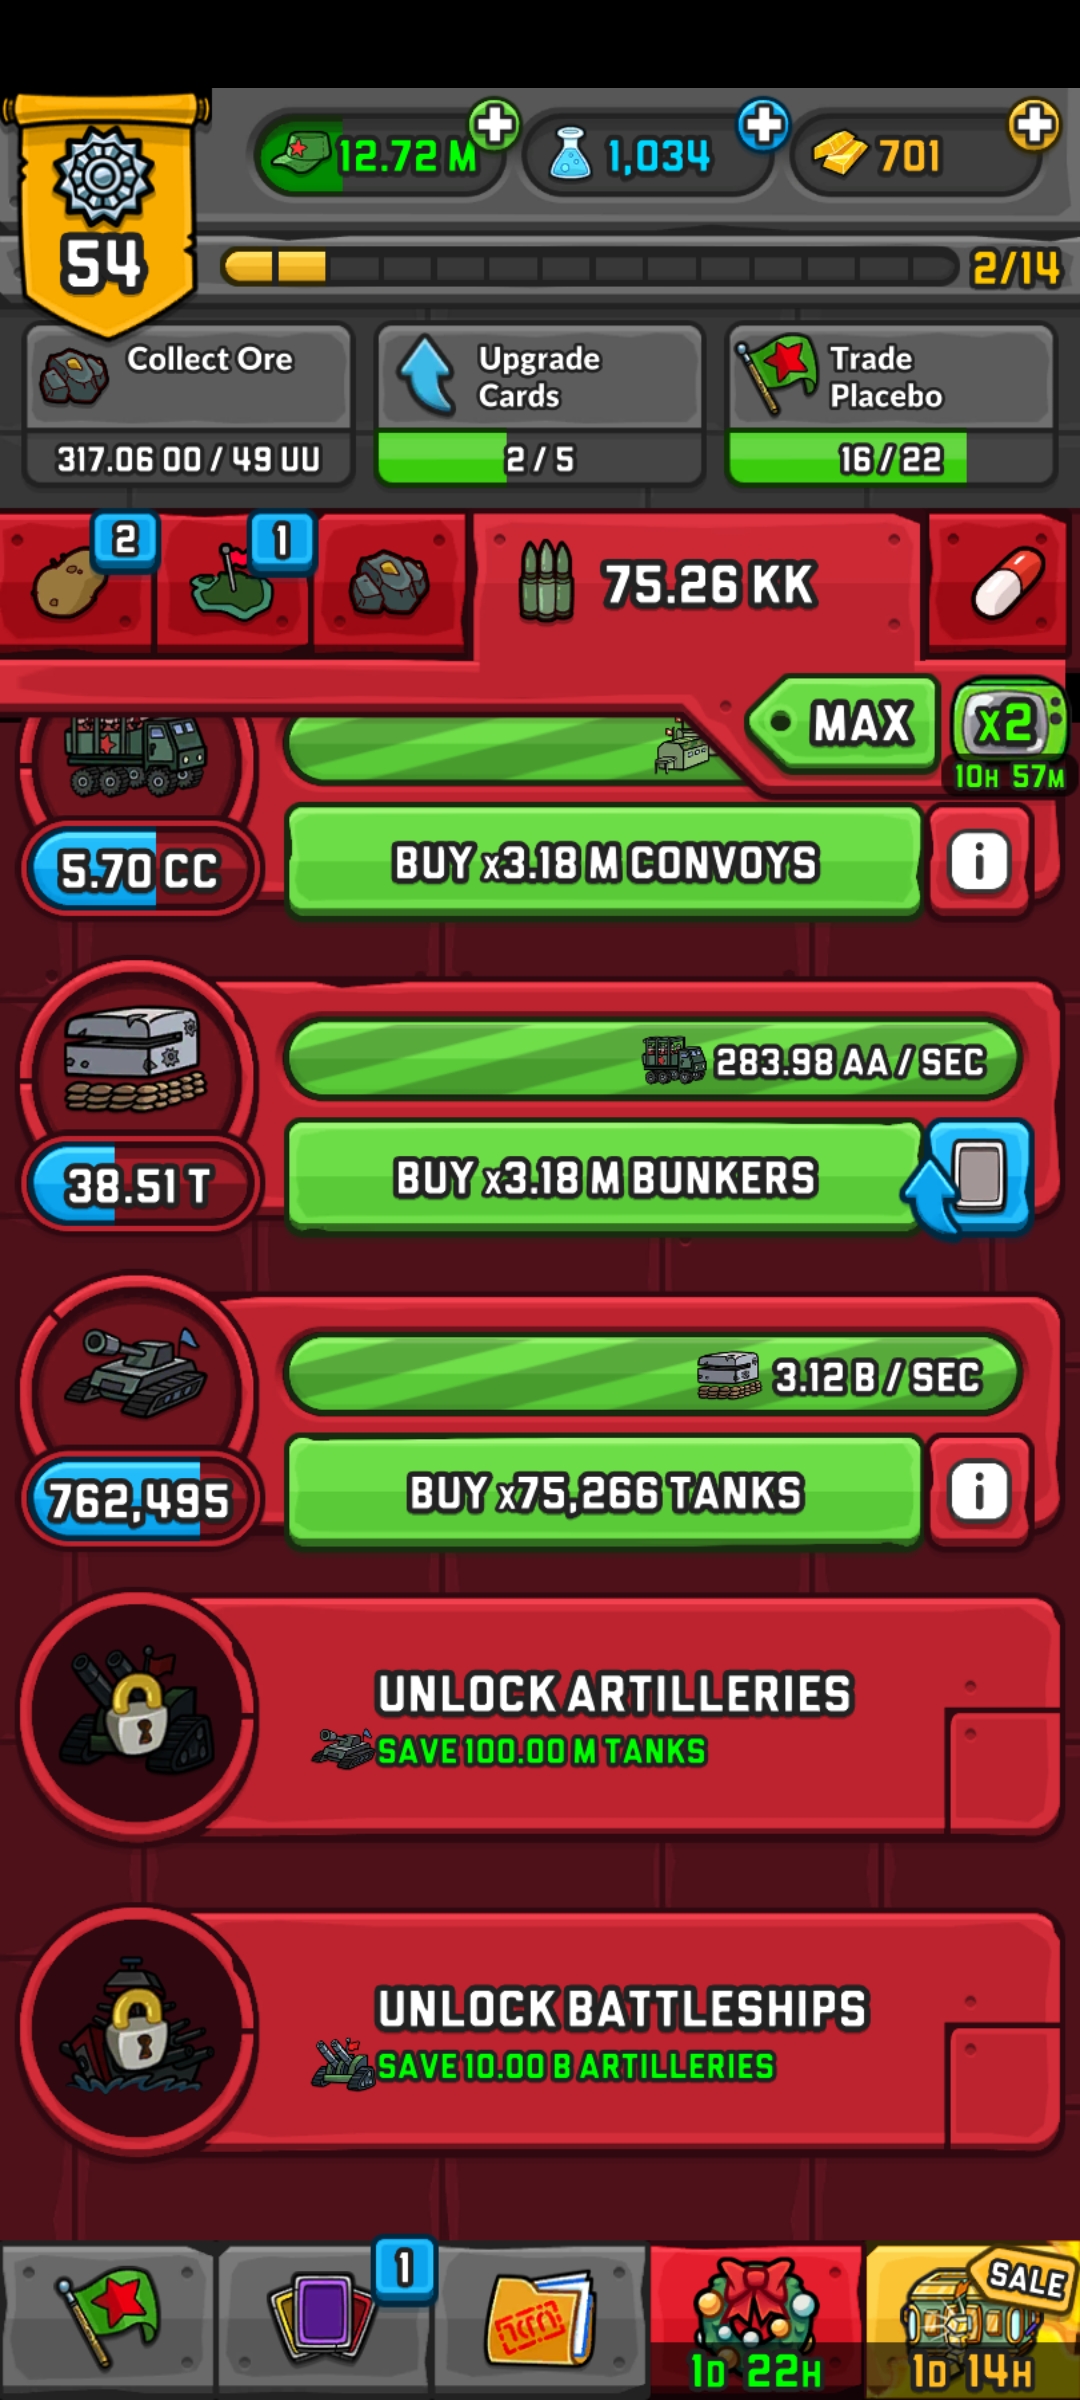 12.72 M
1,034
701
54
2/14
Collect Ore
317.06 OO / 49 UU
Upgrade
Cards
2 / 5
Trade
Placebo
16 / 22
2
1
75.26 KK
MAX
x2
10H 57M
5.70 CC
BUY x3.18 M CONVOYS
i
283.98 AA / SEC
38.51 T
BUY x3.18 M BUNKERS
3.12 B / SEC
762,495
BUY x75,266 TANKS
i
UNLOCK ARTILLERIES
SAVE 100.00 M TANKS
UNLOCK BATTLESHIPS
SAVE 10.00 B ARTILLERIES
1
SALE
1D 22H
1D 14H